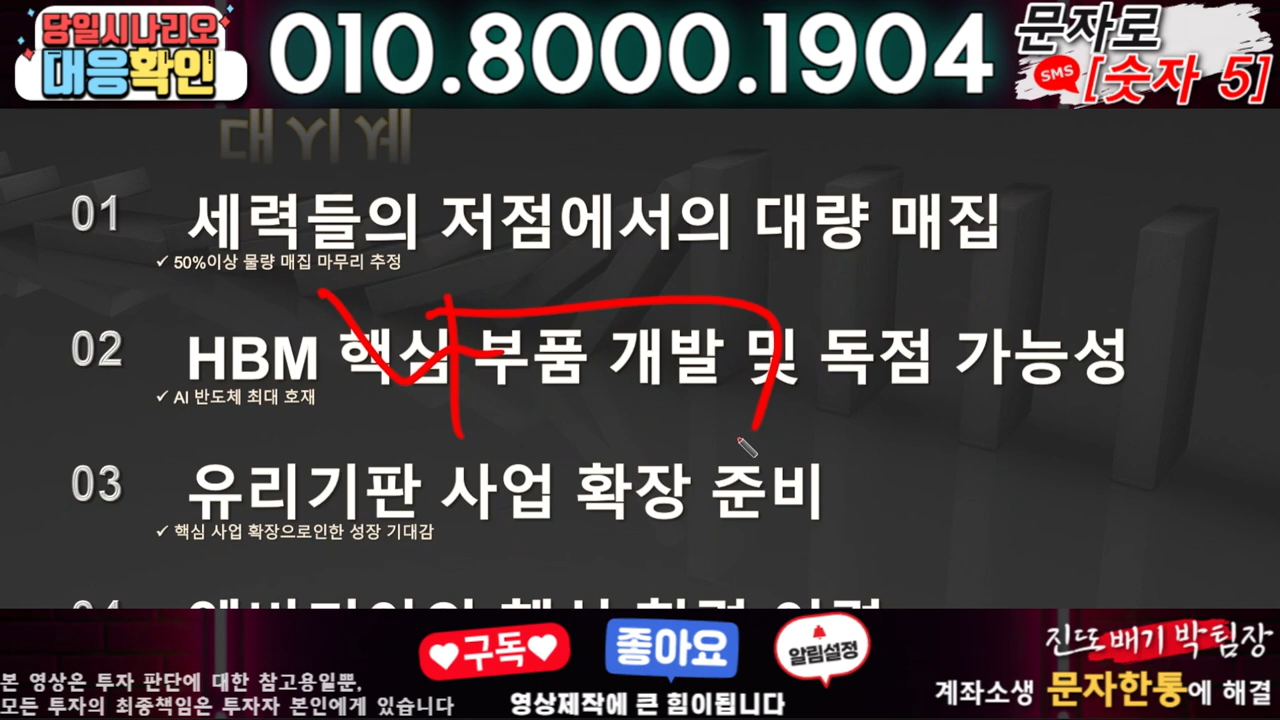 당일시나리오
대응확인
010.8000.1904
문자로
SMS
[숫자 5]
01 세력들의 저점에서의 대량 매집
✓ 50%이상 물량 매집 마무리 추정
02 HBM 핵심 부품 개발 및 독점 가능성
✓ AI 반도체 최대 호재
03 유리기판 사업 확장 준비
✓ 핵심 사업 확장으로인한 성장 기대감
구독
좋아요
알림설정
영상제작에 큰 힘이됩니다
본 영상은 투자 판단에 대한 참고용일뿐,
모든 투자의 최종책임은 투자자 본인에게 있습니다
진또배기 박팀장
계좌소생 문자한통에 해결